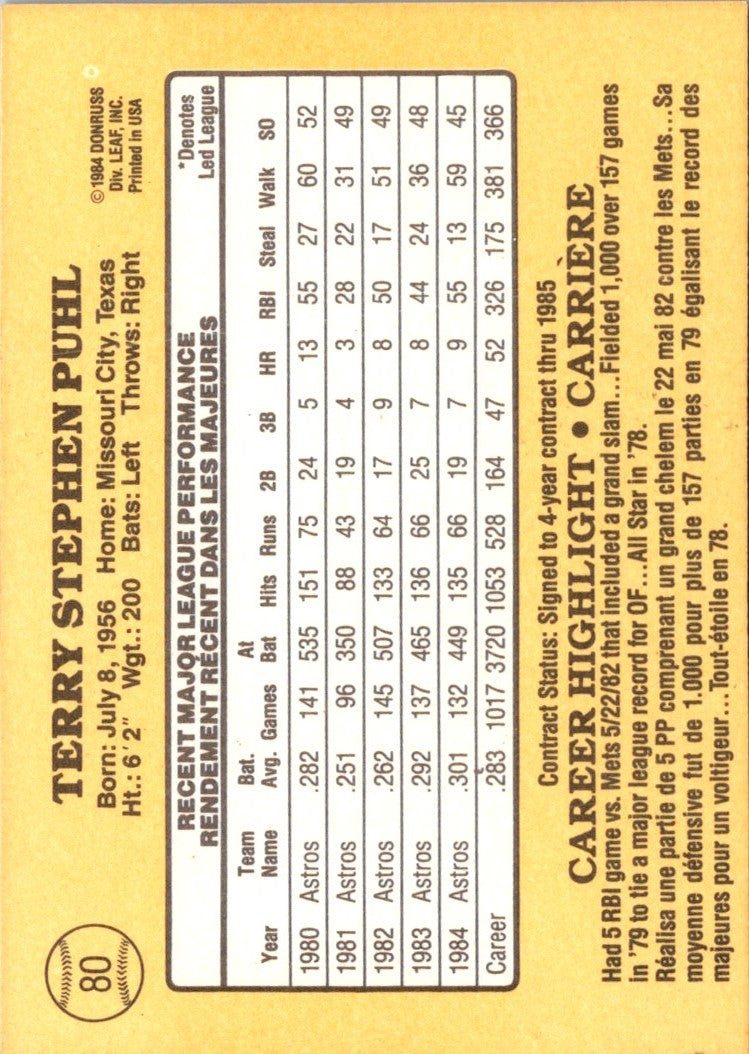 80
TERRY STEPHEN PUHL
Born: July 8, 1956 Home: Missouri City, Texas
Ht.: 6'2" Wgt.: 200 Bats: Left Throws: Right
©1984 DONRUSS
Div. LEAF, INC.
Printed in USA
RECENT MAJOR LEAGUE PERFORMANCE
RENDEMENT RÉCENT DANS LES MAJEURES
*Denotes
Led League
Year Team Name Bat. Avg. Games At Bat Hits Runs 2B 3B HR RBI Steal Walk SO
1980 Astros .282 141 535 151 75 24 5 13 55 27 60 52
1981 Astros .251 96 350 88 43 19 4 3 28 22 31 49
1982 Astros .262 145 507 133 64 17 9 8 50 17 51 49
1983 Astros .292 137 465 136 66 25 7 8 44 24 36 48
1984 Astros .301 132 449 135 66 19 7 9 55 13 59 45
Career .283 1017 3720 1053 528 164 47 52 326 175 381 366
Contract Status: Signed to 4-year contract thru 1985
CAREER HIGHLIGHT • CARRIÈRE
Had 5 RBI game vs. Mets 5/22/82 that included a grand slam...Fielded 1,000 over 157 games
in '79 to tie a major league record for OF...All Star in '78.
Réalisa une partie de 5 PP comprenant un grand chelem le 22 mai 82 contre les Mets...Sa
moyenne défensive fut de 1.000 pour plus de 157 parties en 79 égalisant le record des
majeures pour un voltigeur...Tout-étoile en 78.